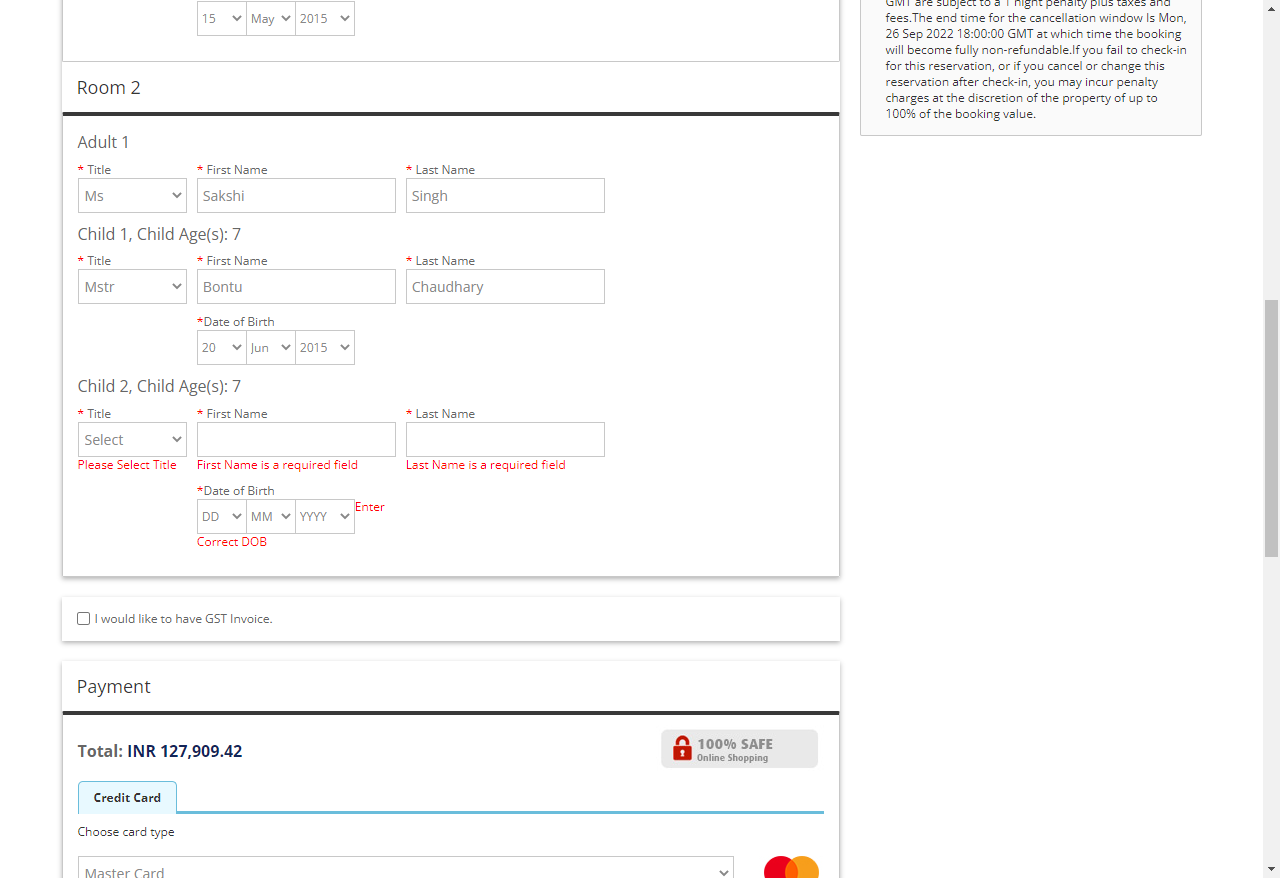 15 May 2015
Room 2
Adult 1
* Title * First Name * Last Name
Ms Sakshi Singh
Child 1, Child Age(s): 7
* Title * First Name * Last Name
Mstr Bontu Chaudhary
*Date of Birth
20 Jun 2015
Child 2, Child Age(s): 7
* Title * First Name * Last Name
Select
Please Select Title First Name is a required field Last Name is a required field
*Date of Birth
DD MM YYYY Enter
Correct DOB
I would like to have GST Invoice.
Payment
Total: INR 127,909.42
100% SAFE
Online Shopping
Credit Card
Choose card type
Master Card
GMT are subject to a 1 night penalty plus taxes and
fees.The end time for the cancellation window Is Mon,
26 Sep 2022 18:00:00 GMT at which time the booking
will become fully non-refundable.If you fail to check-in
for this reservation, or if you cancel or change this
reservation after check-in, you may incur penalty
charges at the discretion of the property of up to
100% of the booking value.